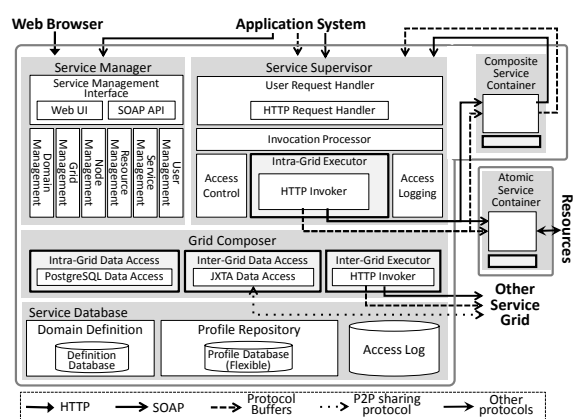 Web Browser
Application System
Service Manager
Service Management
Interface
Web UI
SOAP API
Domain
Management
Grid
Management
Node
Management
Resource
Management
Service
Management
User
Management
Service Supervisor
User Request Handler
HTTP Request Handler
Invocation Processor
Access
Control
Intra-Grid Executor
HTTP Invoker
Access
Logging
Composite
Service
Container
Atomic
Service
Container
Resources
Grid Composer
Intra-Grid Data Access
PostgreSQL Data Access
Inter-Grid Data Access
JXTA Data Access
Inter-Grid Executor
HTTP Invoker
Other
Service
Grid
Service Database
Domain Definition
Definition
Database
Profile Repository
Profile Database
(Flexible)
Access Log
HTTP
SOAP
Protocol
Buffers
P2P sharing
protocol
Other
protocols